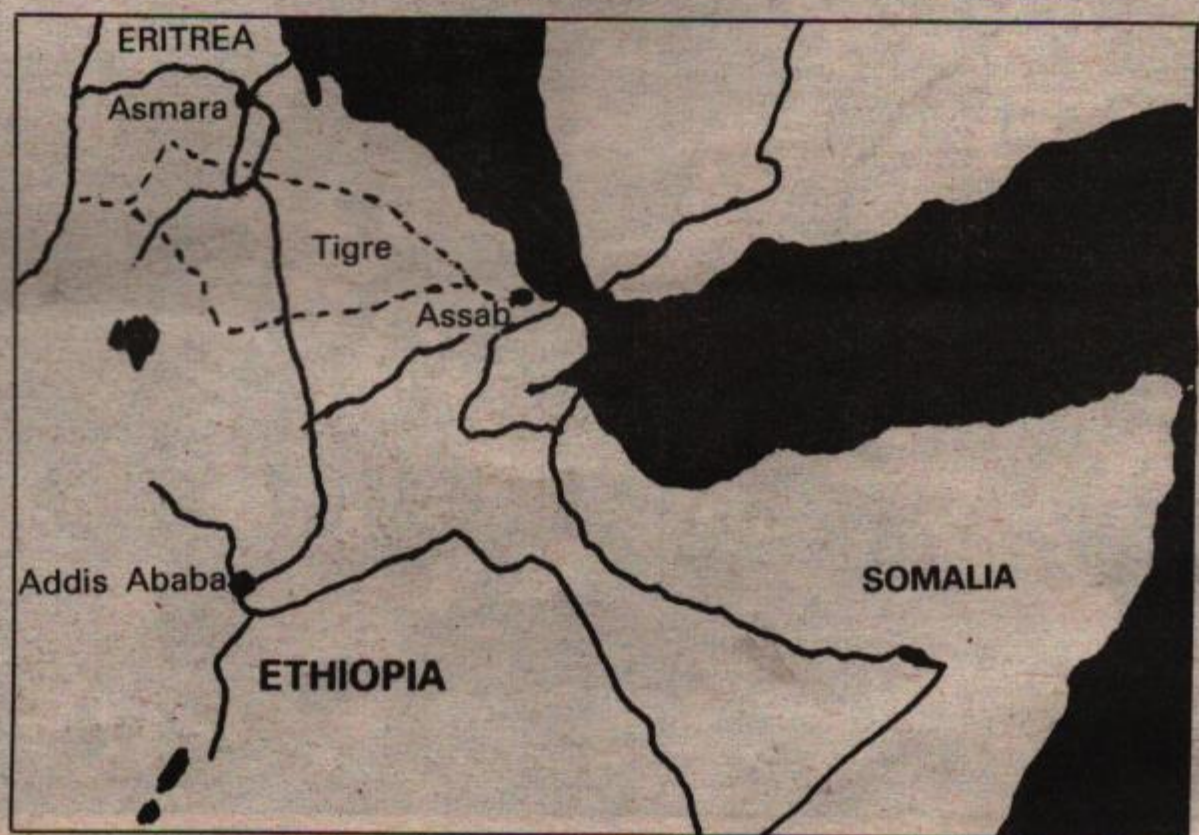 ERITREA
Asmara
Tigre
Assab
Addis Ababa
SOMALIA
ETHIOPIA